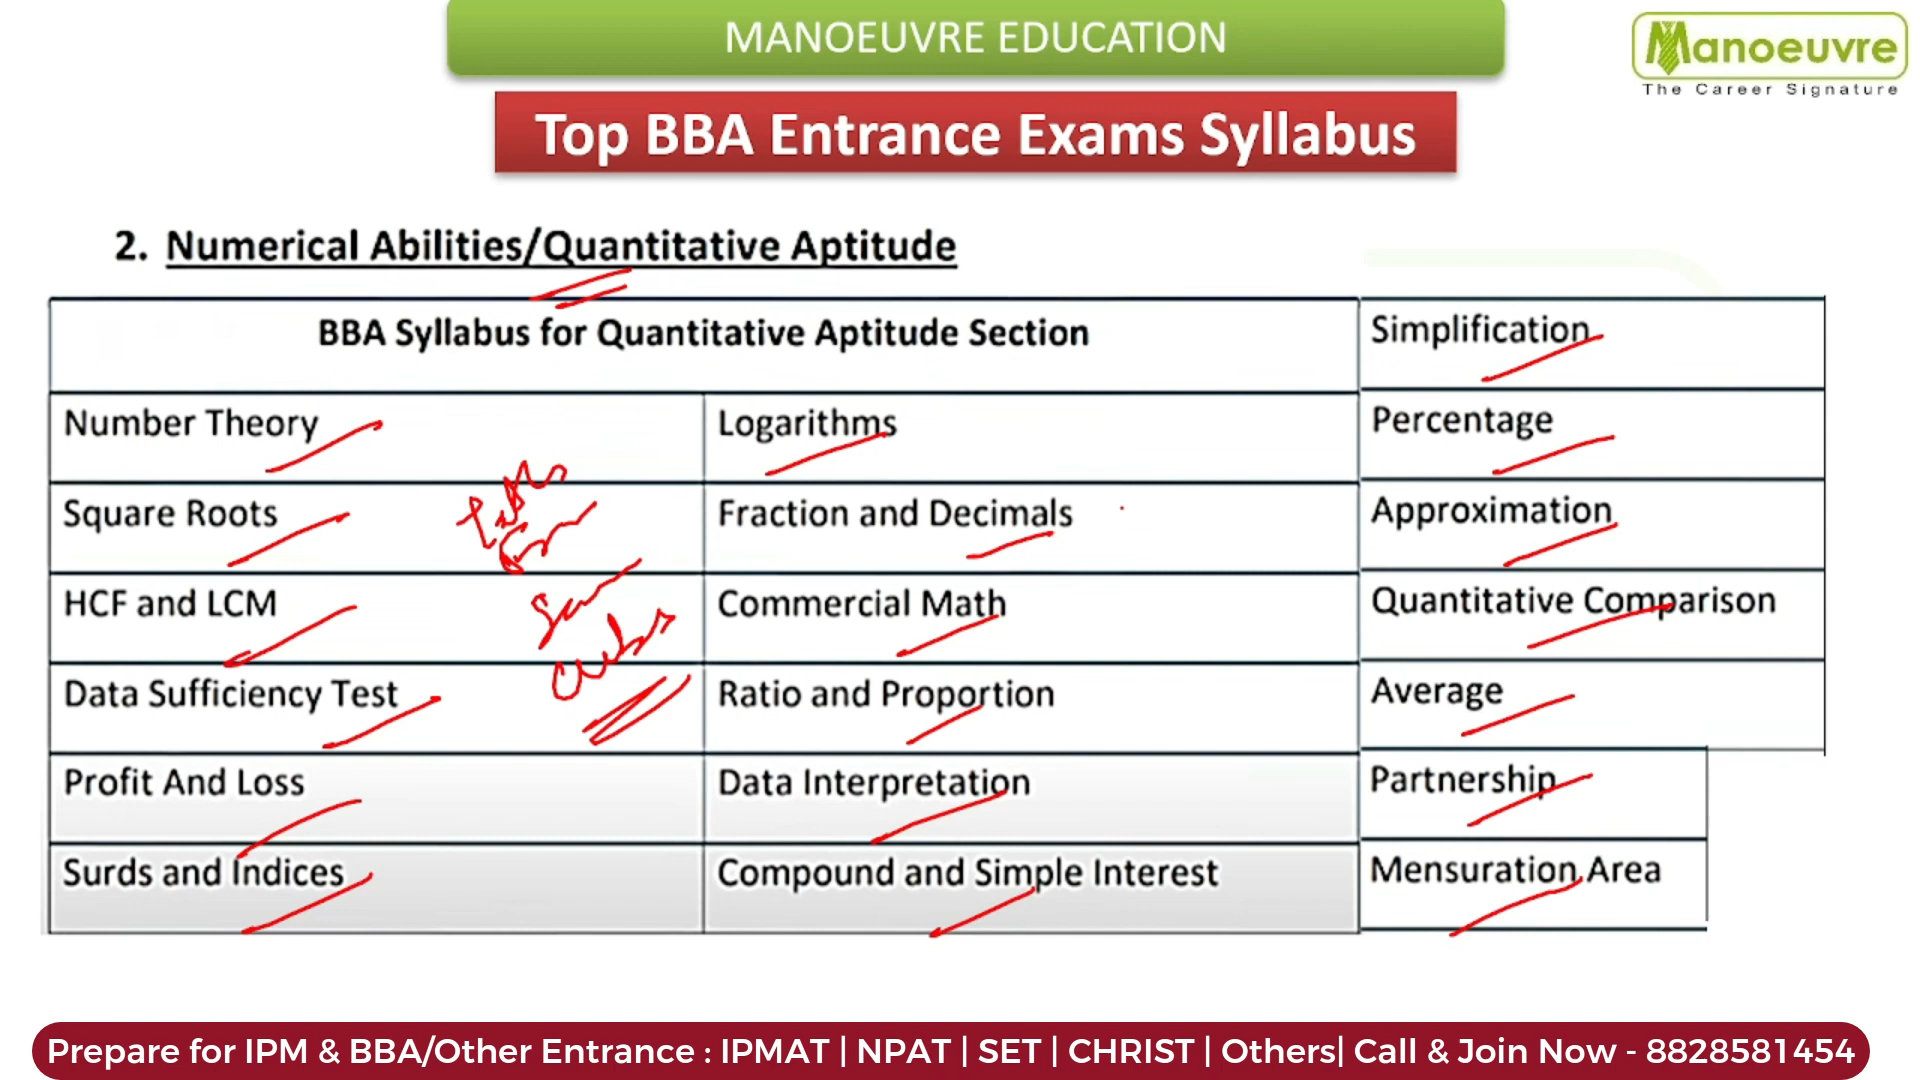 MANOEUVRE EDUCATION
Manoeuvre
The Career Signature
Top BBA Entrance Exams Syllabus
2. Numerical Abilities/Quantitative Aptitude
BBA Syllabus for Quantitative Aptitude Section
Simplification
Number Theory
Logarithms
Percentage
Square Roots
Fraction and Decimals
Approximation
HCF and LCM
Commercial Math
Quantitative Comparison
Data Sufficiency Test
Ratio and Proportion
Average
Profit And Loss
Data Interpretation
Partnership
Surds and Indices
Compound and Simple Interest
Mensuration Area
Prepare for IPM & BBA/Other Entrance : IPMAT | NPAT | SET | CHRIST | Others| Call & Join Now - 8828581454